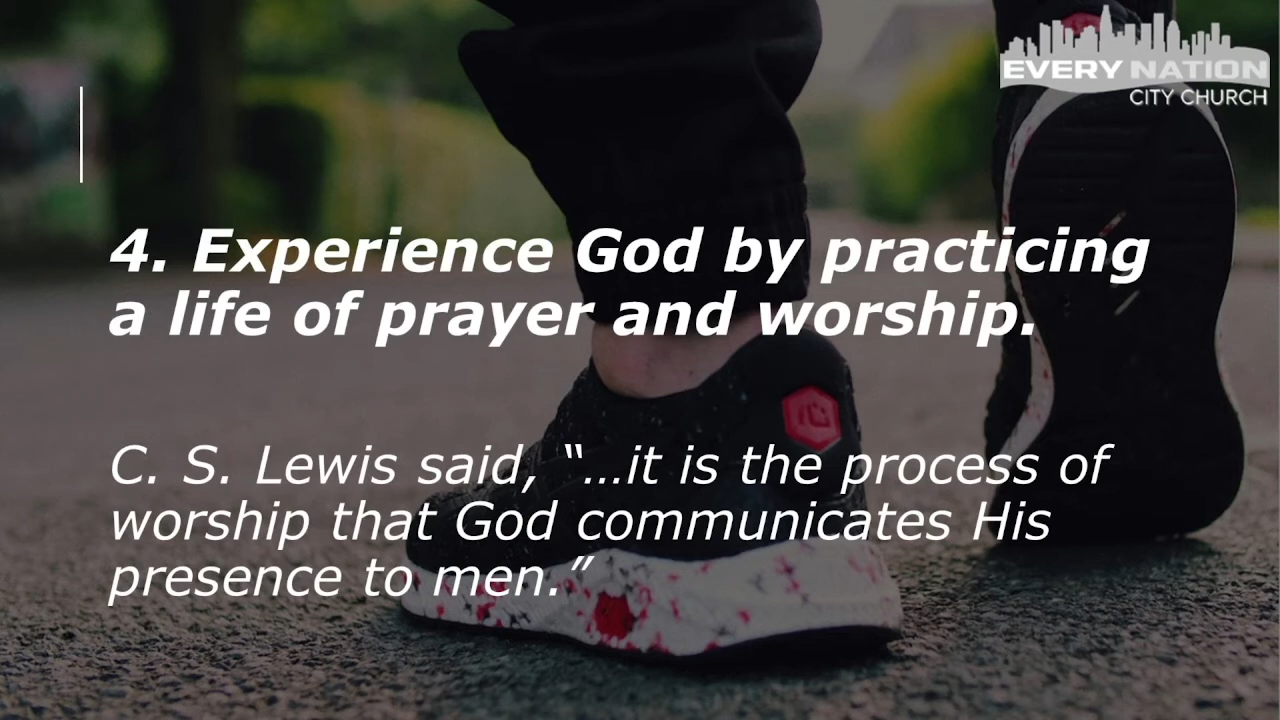 EVERY NATION
CITY CHURCH
4. Experience God by practicing
a life of prayer and worship.
C. S. Lewis said, “…it is the process of
worship that God communicates His
presence to men.”